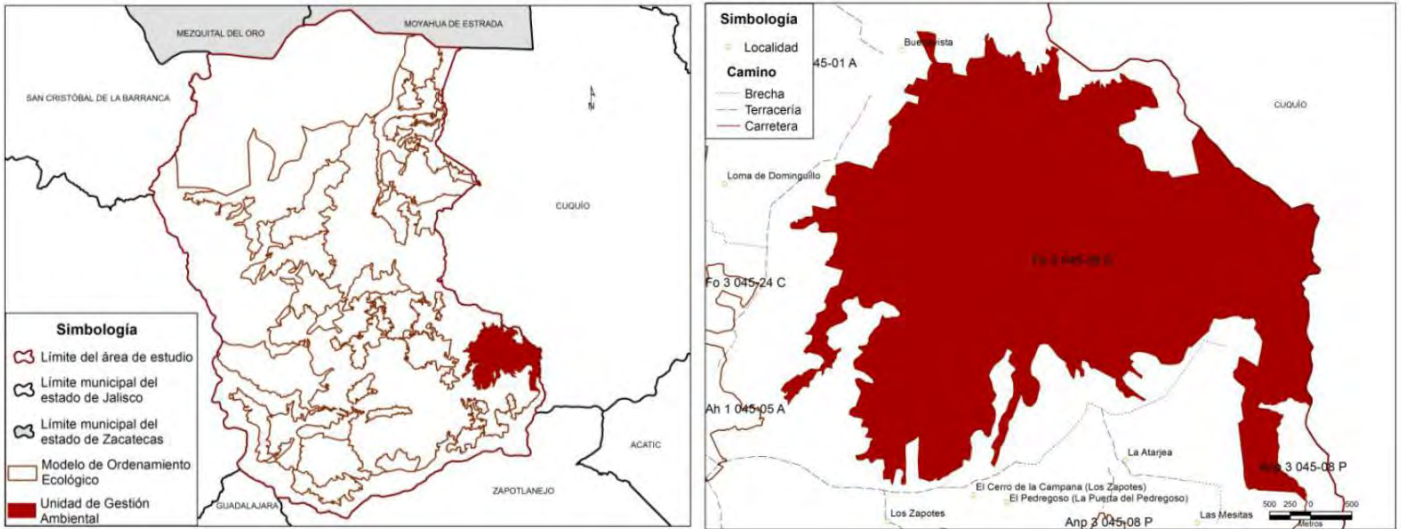 MEZQUITAL DEL ORO
MOYAHUA DE ESTRADA
SAN CRISTÓBAL DE LA BARRANCA
N
CUQUÍO
ACATIC
ZAPOTLANEJO
GUADALAJARA
Simbología
Límite del área de estudio
Límite municipal del
estado de Jalisco
Límite municipal del
estado de Zacatecas
Modelo de Ordenamiento
Ecológico
Unidad de Gestión
Ambiental
Simbología
Localidad
Camino
Brecha
Terracería
Carretera
Buenavista
45-01 A
CUQUÍO
Loma de Dominguillo
Fo 3 045-24 C
Ah 1 045-05 A
La Atarjea
Anp 3 045-08 P
El Cerro de la Campana (Los Zapotes)
El Pedregoso (La Puerta del Pedregoso)
Los Zapotes
Anp 3 045-08 P
Las Mesitas
500 250 0 500
Metros